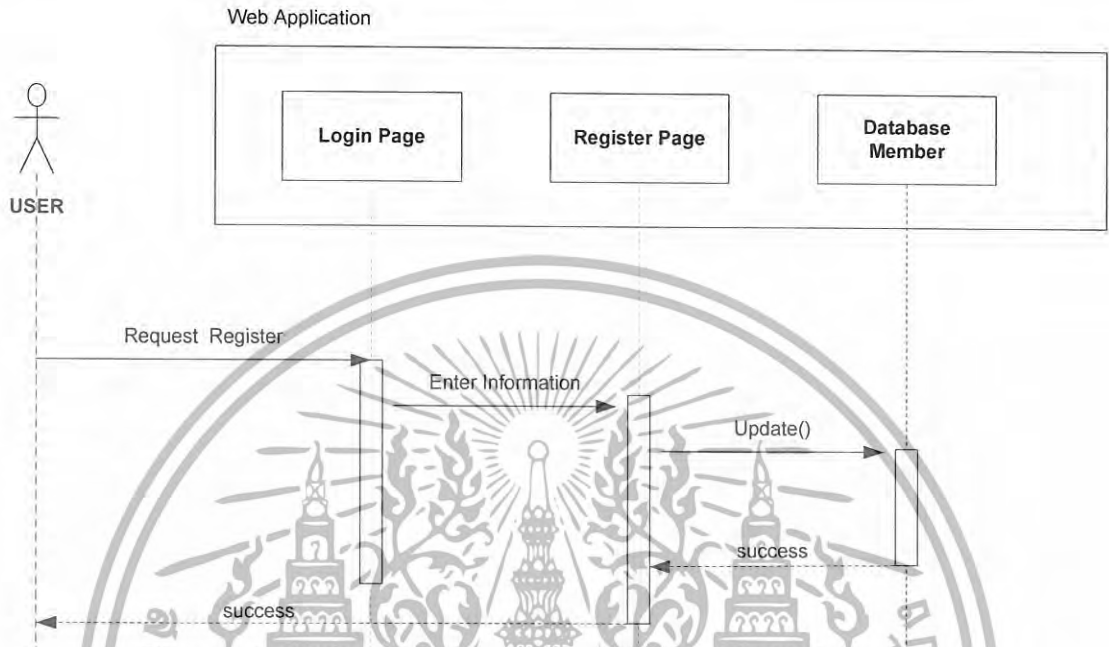 Web Application
Login Page
Register Page
Database
Member
USER
Request Register
Enter Information
Update()
success
success